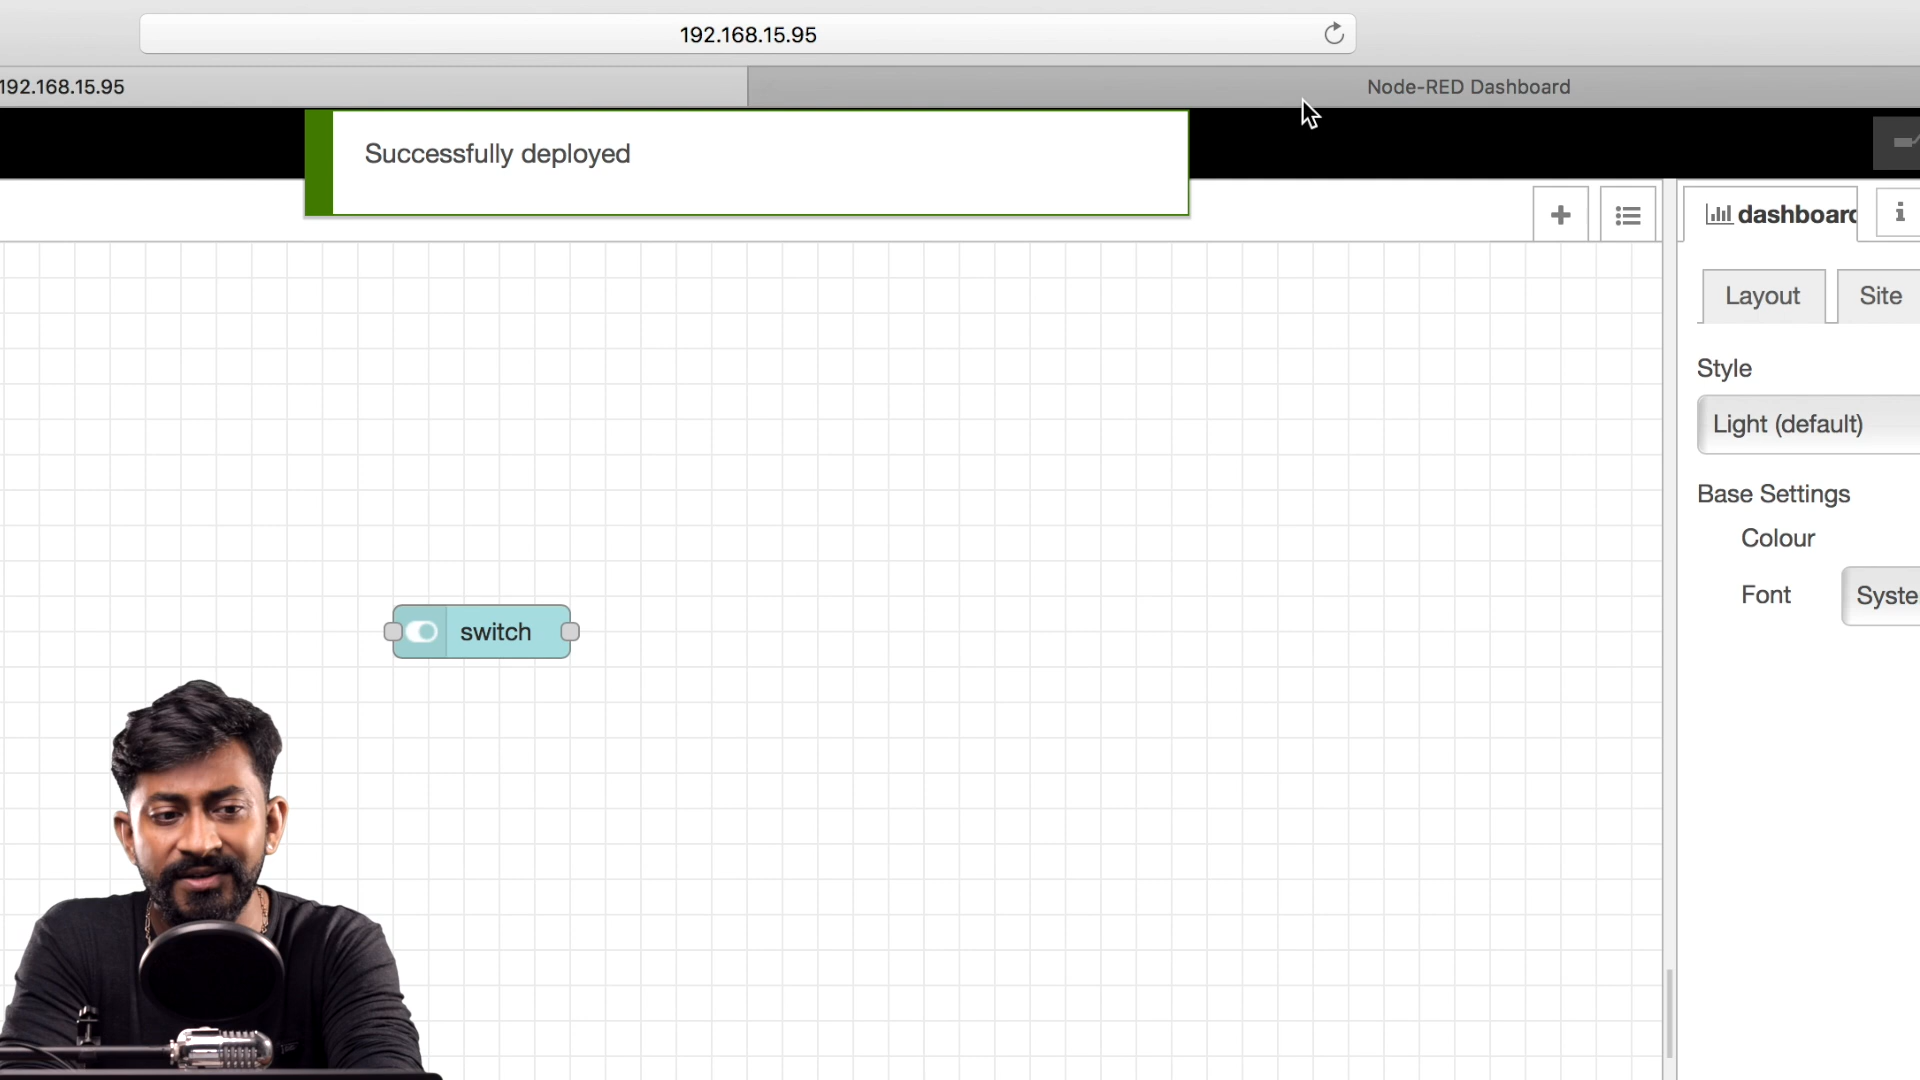 192.168.15.95
192.168.15.95
Node-RED Dashboard
Successfully deployed
dashboard
i
Layout
Site
Style
Light (default)
Base Settings
Colour
Font
Syste
switch